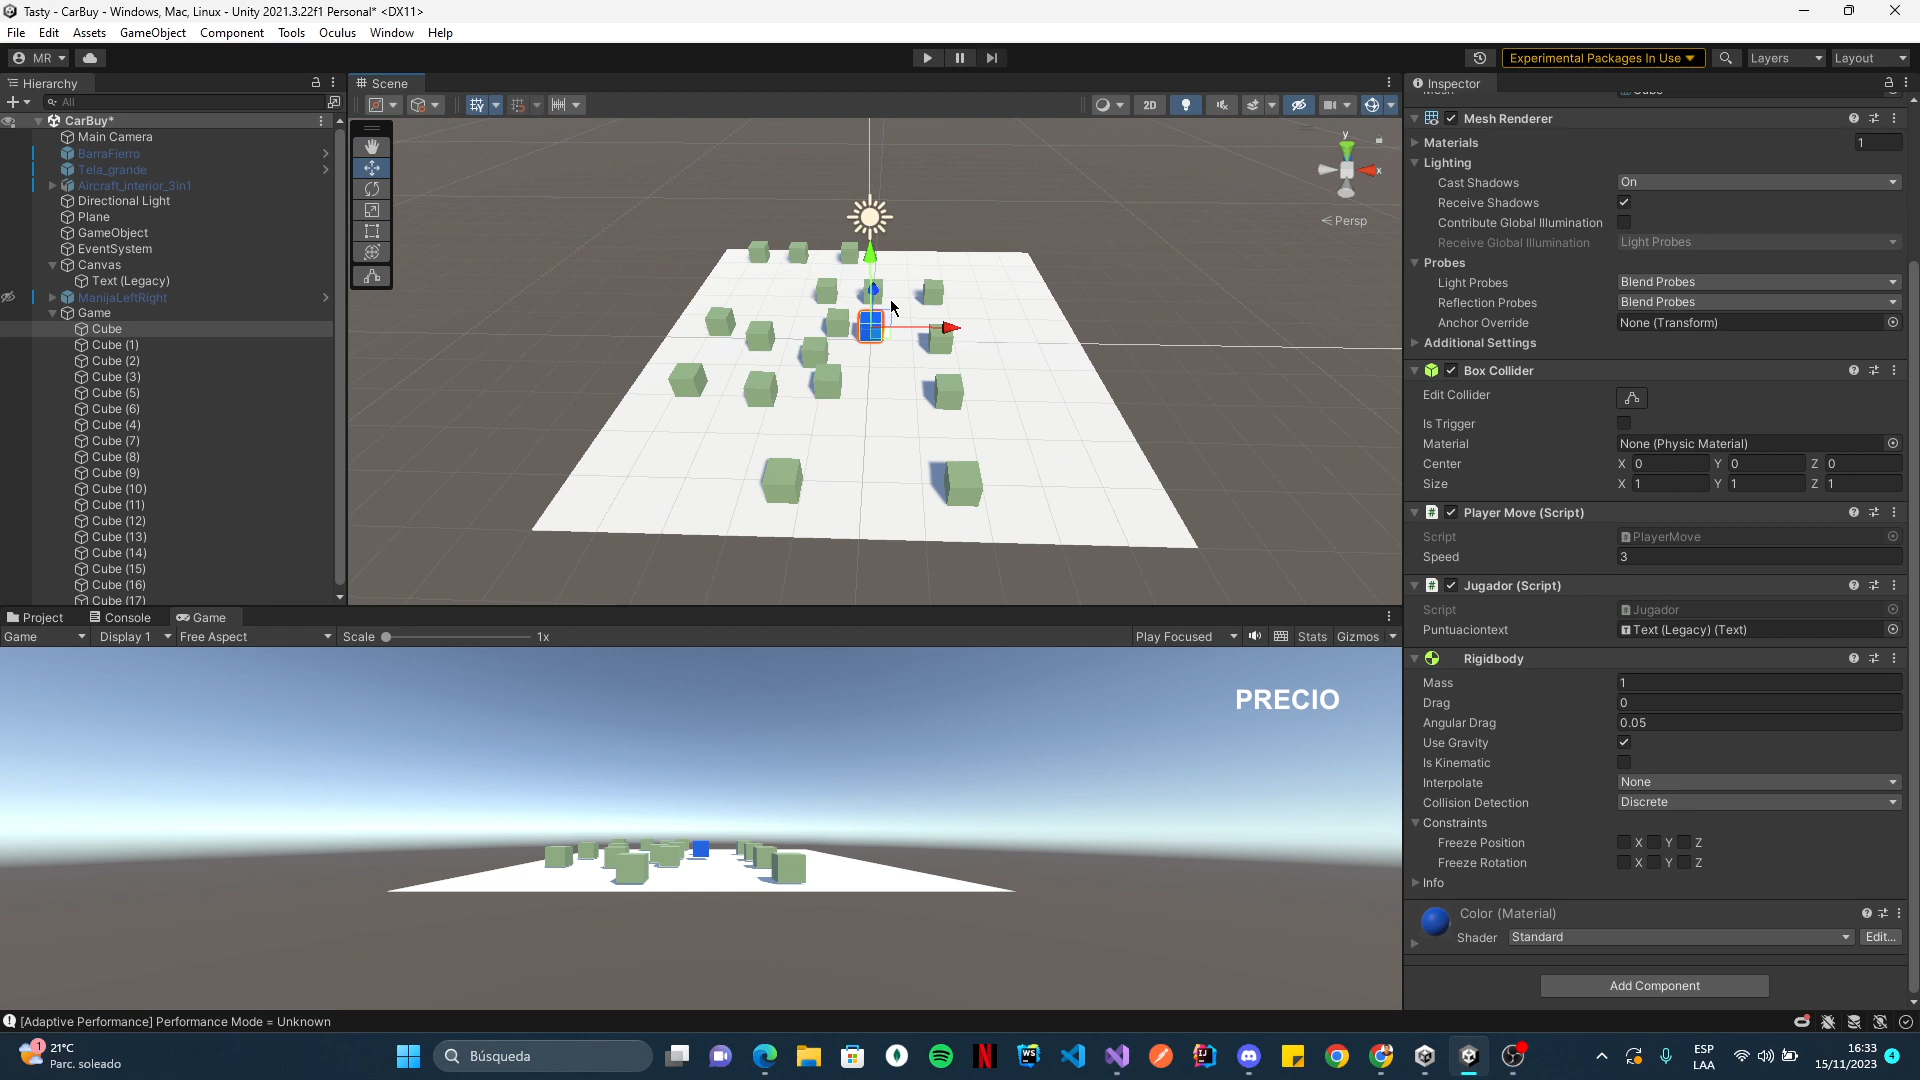 Tasty - CarBuy - Windows, Mac, Linux - Unity 2021.3.22f1 Personal* <DX11>
File Edit Assets GameObject Component Tools Oculus Window Help
MR Experimental Packages In Use Layers Layout
Hierarchy
All
CarBuy*
Main Camera
BarraFierro
Tela_grande
Aircraft_interior_3in1
Directional Light
Plane
GameObject
EventSystem
Canvas
Text (Legacy)
ManijaLeftRight
Game
Cube
Cube (1)
Cube (2)
Cube (3)
Cube (5)
Cube (6)
Cube (4)
Cube (7)
Cube (8)
Cube (9)
Cube (10)
Cube (11)
Cube (12)
Cube (13)
Cube (14)
Cube (15)
Cube (16)
Cube (17)
Scene
2D
y
x
Persp
Inspector
Mesh Renderer
Materials 1
Lighting
Cast Shadows On
Receive Shadows
Contribute Global Illumination
Receive Global Illumination Light Probes
Probes
Light Probes Blend Probes
Reflection Probes Blend Probes
Anchor Override None (Transform)
Additional Settings
Box Collider
Edit Collider
Is Trigger
Material None (Physic Material)
Center X 0 Y 0 Z 0
Size X 1 Y 1 Z 1
Player Move (Script)
Script PlayerMove
Speed 3
Jugador (Script)
Script Jugador
Puntuaciontext Text (Legacy) (Text)
Rigidbody
Mass 1
Drag 0
Angular Drag 0.05
Use Gravity
Is Kinematic
Interpolate None
Collision Detection Discrete
Constraints
Freeze Position X Y Z
Freeze Rotation X Y Z
Info
Color (Material)
Shader Standard Edit...
Add Component
Project Console Game
Game Display 1 Free Aspect Scale 1x Play Focused Stats Gizmos
PRECIO
[Adaptive Performance] Performance Mode = Unknown
1 21°C
Parc. soleado
Búsqueda
ESP
LAA
16:33
15/11/2023
4